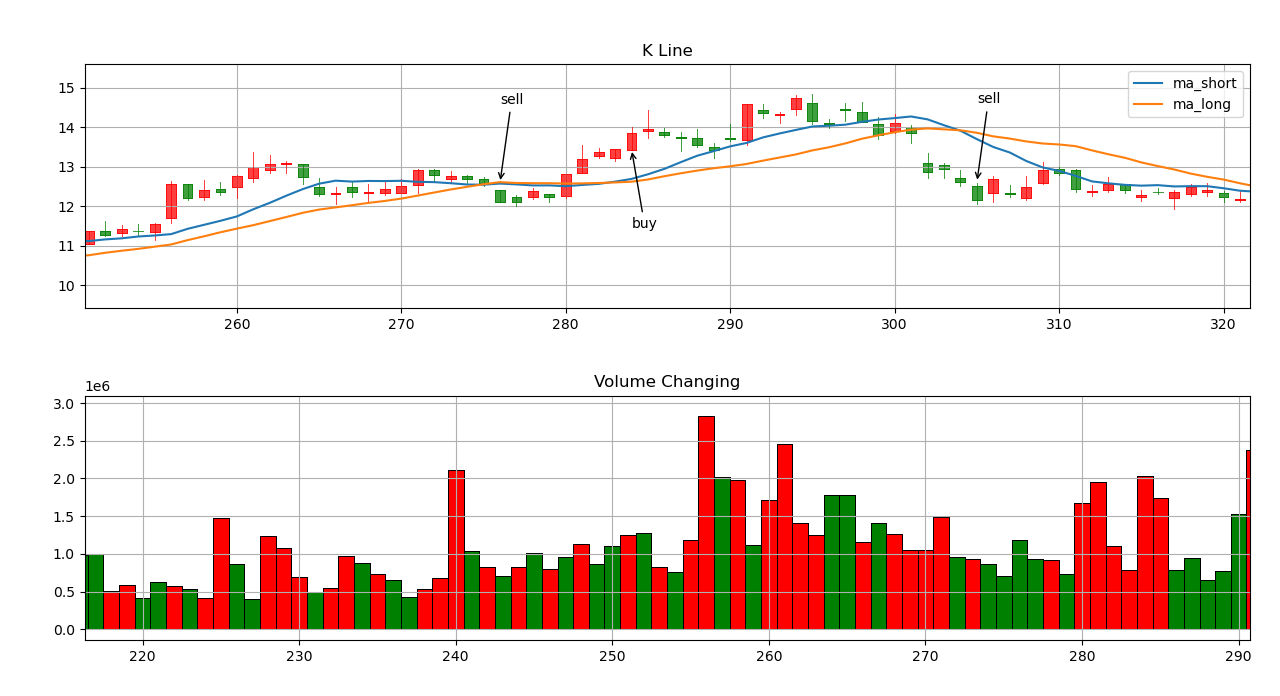 K Line
15
14
13
12
11
10
sell
buy
sell
ma_short
ma_long
260 270 280 290 300 310 320
Volume Changing
1e6
3.0
2.5
2.0
1.5
1.0
0.5
0.0
220 230 240 250 260 270 280 290